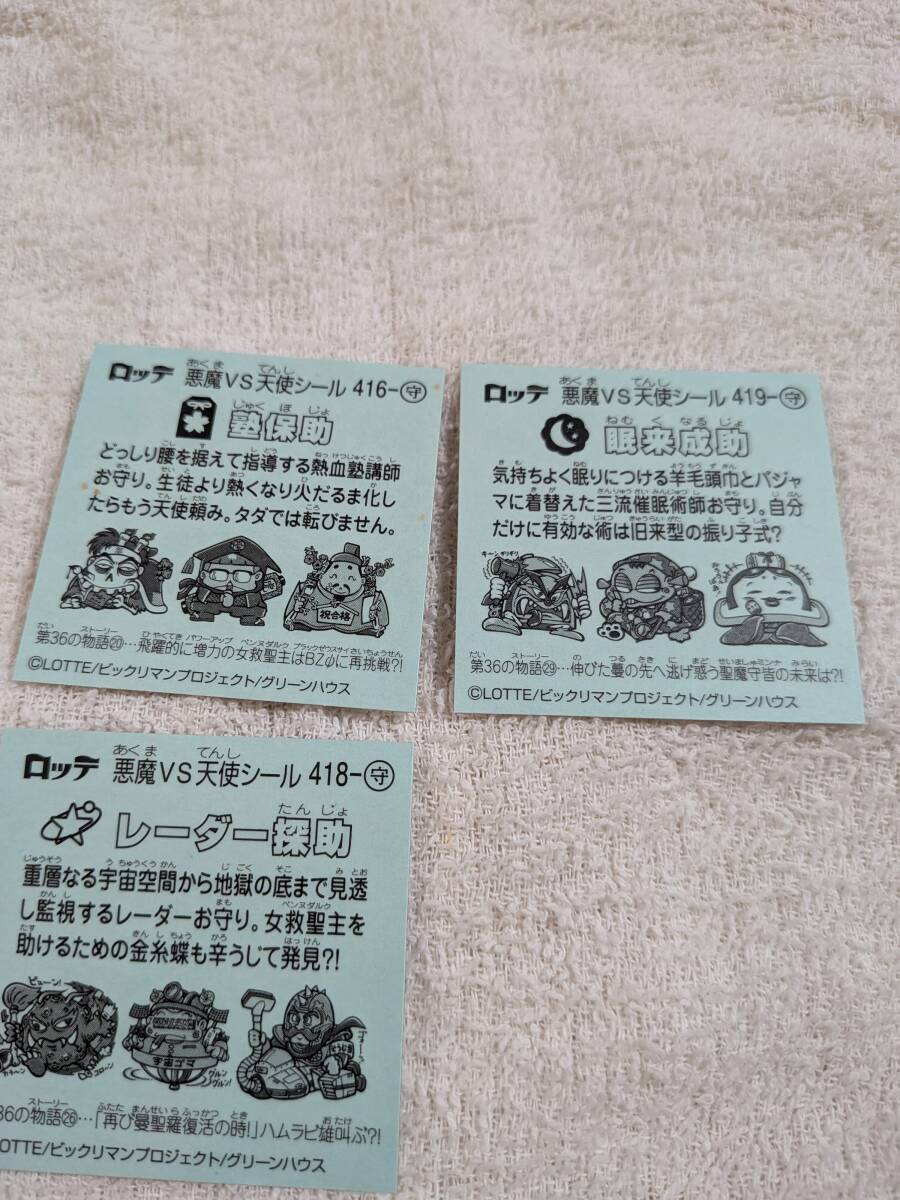 ロッテ 悪魔VS天使シール 416-守
あくま てんし
塾保助
じゅくほじょ
どっしり腰を据えて指導する熱血塾講師
お守り。生徒より熱くなり火だるま化し
たらもう天使頼み。タダでは転びません。
祝合格
第36の物語⑳…飛躍的に増力の女救聖主はBZψに再挑戦?!
©LOTTE/ビックリマンプロジェクト/グリーンハウス
ロッテ 悪魔VS天使シール 419-守
あくま てんし
眠来成助
ねむくなるじょ
気持ちよく眠りにつける羊毛頭巾とパジャ
マに着替えた三流催眠術師お守り。自分
だけに有効な術は旧来型の振り子式?
第36の物語㉙…伸びた蔓の先へ逃げ惑う聖魔守皆の未来は?!
©LOTTE/ビックリマンプロジェクト/グリーンハウス
ロッテ 悪魔VS天使シール 418-守
あくま てんし
レーダー探助
たんじょ
重層なる宇宙空間から地獄の底まで見透
し監視するレーダーお守り。女救聖主を
助けるための金糸蝶も辛うじて発見?!
ビューン!
宇宙ゴマ
グルングルン!
36の物語㉖…「再び曼聖羅復活の時!」ハムラビ雄叫ぶ?!
OTTE/ビックリマンプロジェクト/グリーンハウス